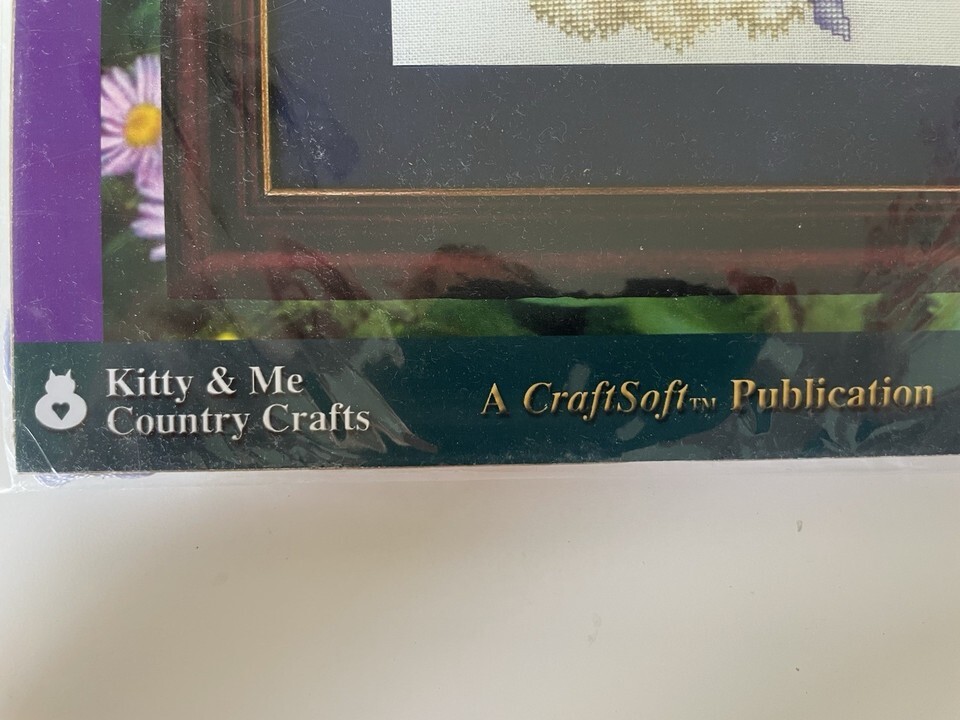 Kitty & Me
Country Crafts
A CraftSoft™ Publication